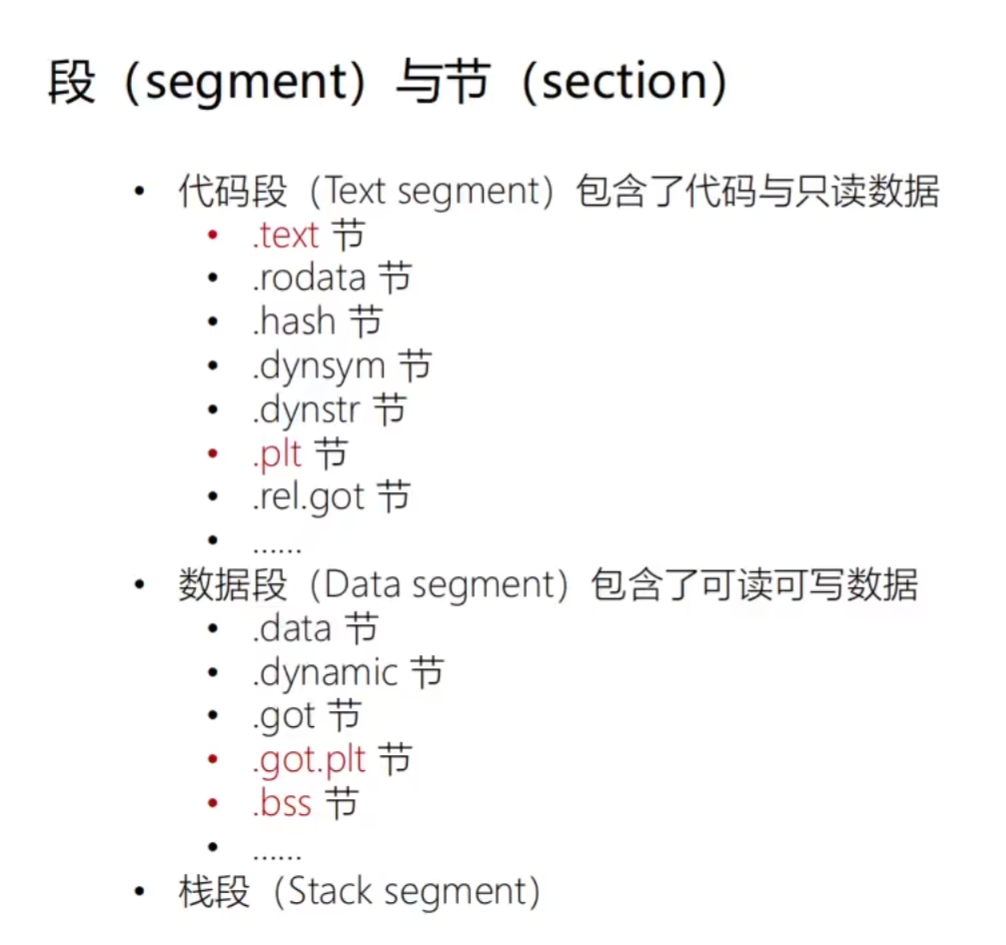 段（segment）与节（section）
• 代码段（Text segment）包含了代码与只读数据
• .text 节
• .rodata 节
• .hash 节
• .dynsym 节
• .dynstr 节
• .plt 节
• .rel.got 节
• ……
• 数据段（Data segment）包含了可读可写数据
• .data 节
• .dynamic 节
• .got 节
• .got.plt 节
• .bss 节
• ……
• 栈段（Stack segment）